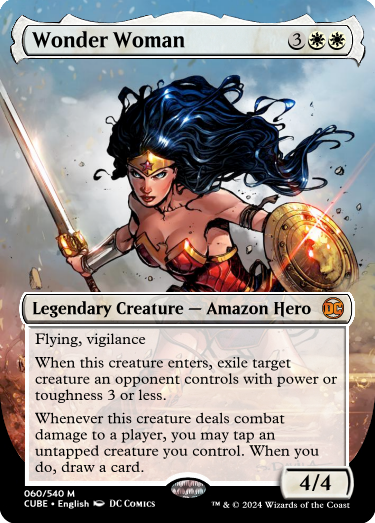 Wonder Woman 3
Legendary Creature — Amazon Hero DC
Flying, vigilance
When this creature enters, exile target
creature an opponent controls with power or
toughness 3 or less.
Whenever this creature deals combat
damage to a player, you may tap an
untapped creature you control. When you
do, draw a card.
4/4
060/540 M
CUBE • English DC COMICS
™ & © 2024 Wizards of the Coast